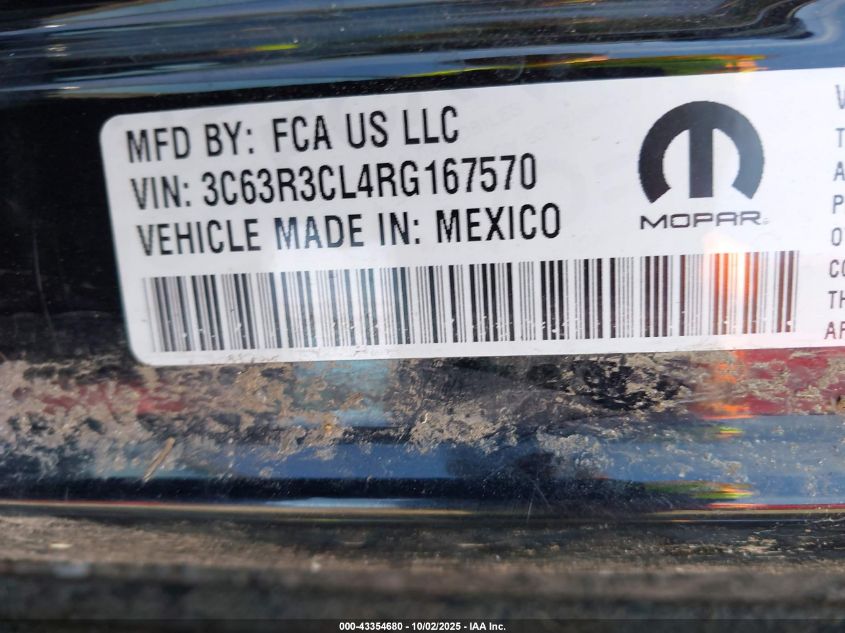 MFD BY: FCA US LLC
VIN: 3C63R3CL4RG167570
VEHICLE MADE IN: MEXICO
MOPAR
000-43354680 - 10/02/2025 - IAA Inc.